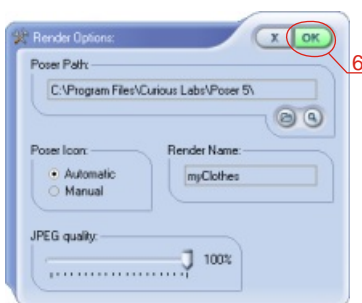 Render Options:
X OK
6
Poser Path:
C:\Program Files\Curious Labs\Poser 5\
Poser Icon:
Render Name:
Automatic
Manual
myClothes
JPEG quality:
100%